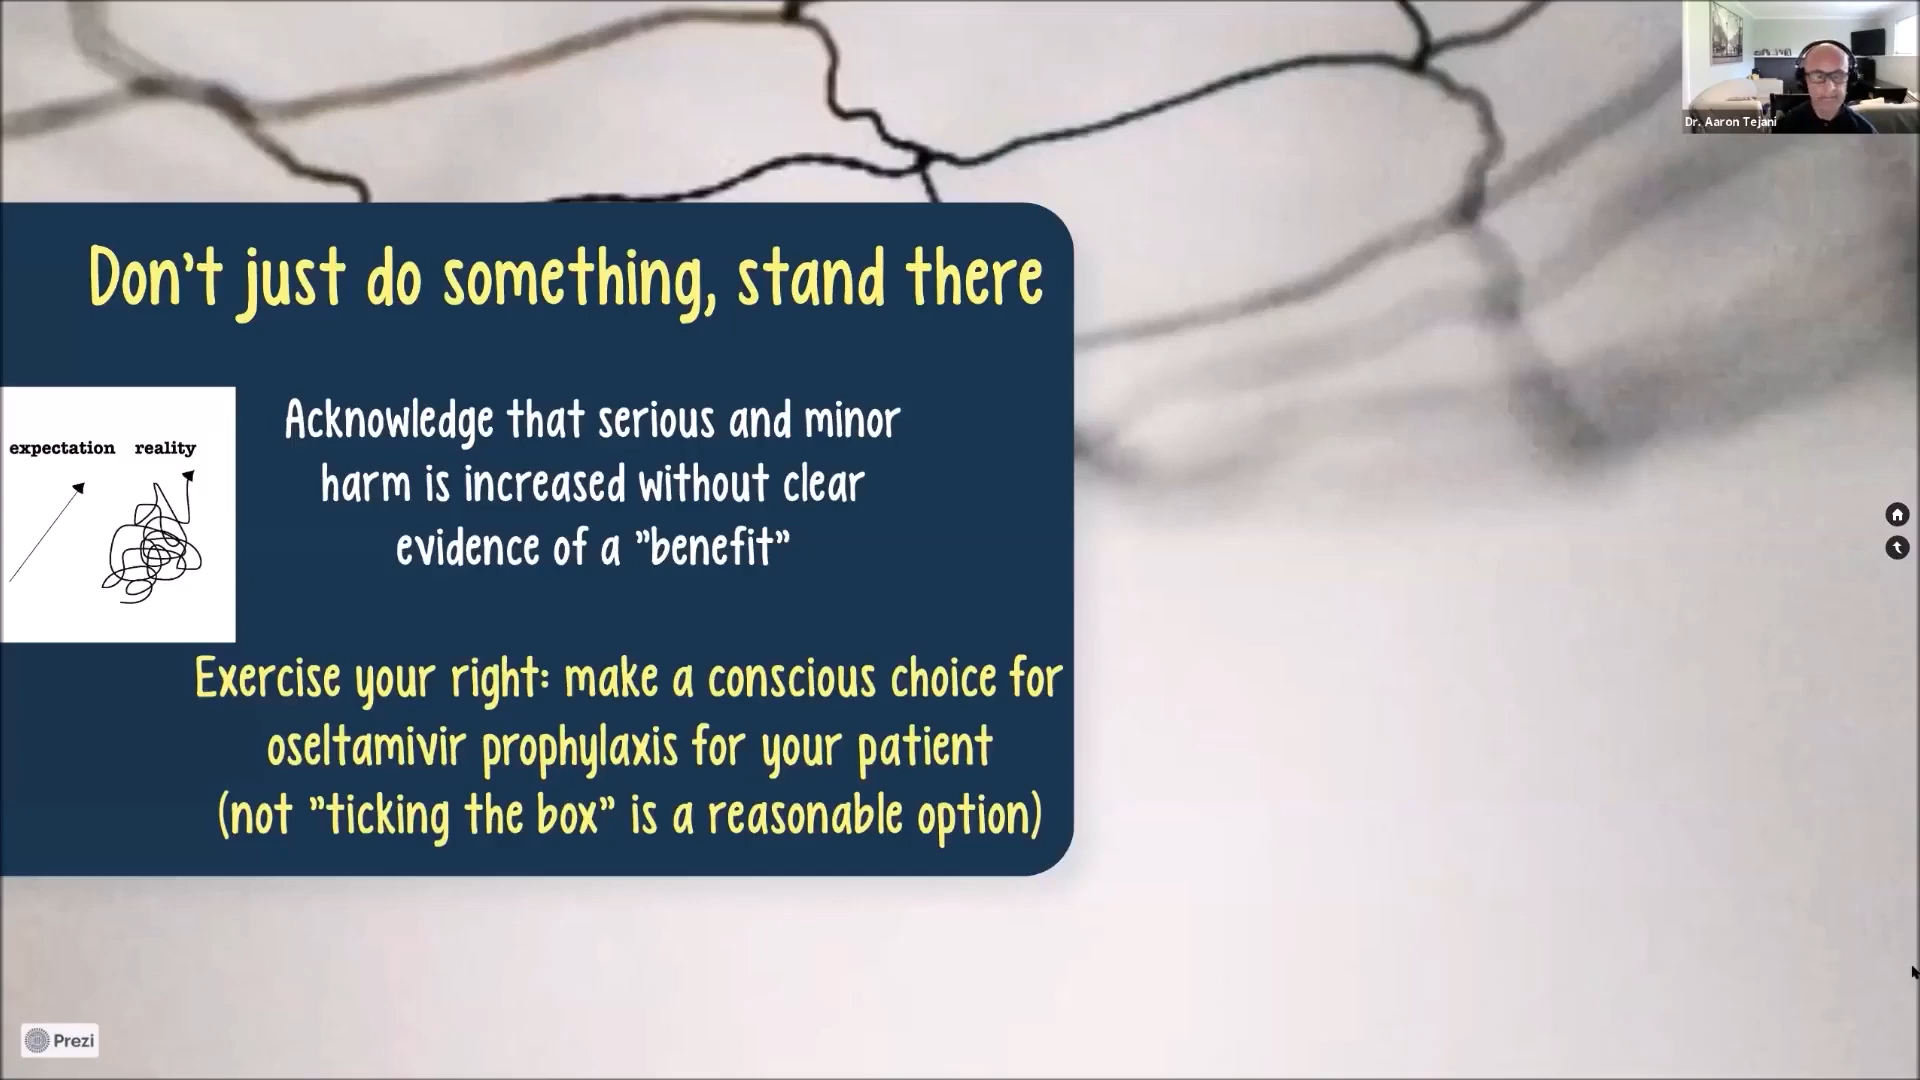 Dr. Aaron Tejani
Don't just do something, stand there
expectation reality
Acknowledge that serious and minor
harm is increased without clear
evidence of a "benefit"
Exercise your right: make a conscious choice for
oseltamivir prophylaxis for your patient
(not "ticking the box" is a reasonable option)
Prezi